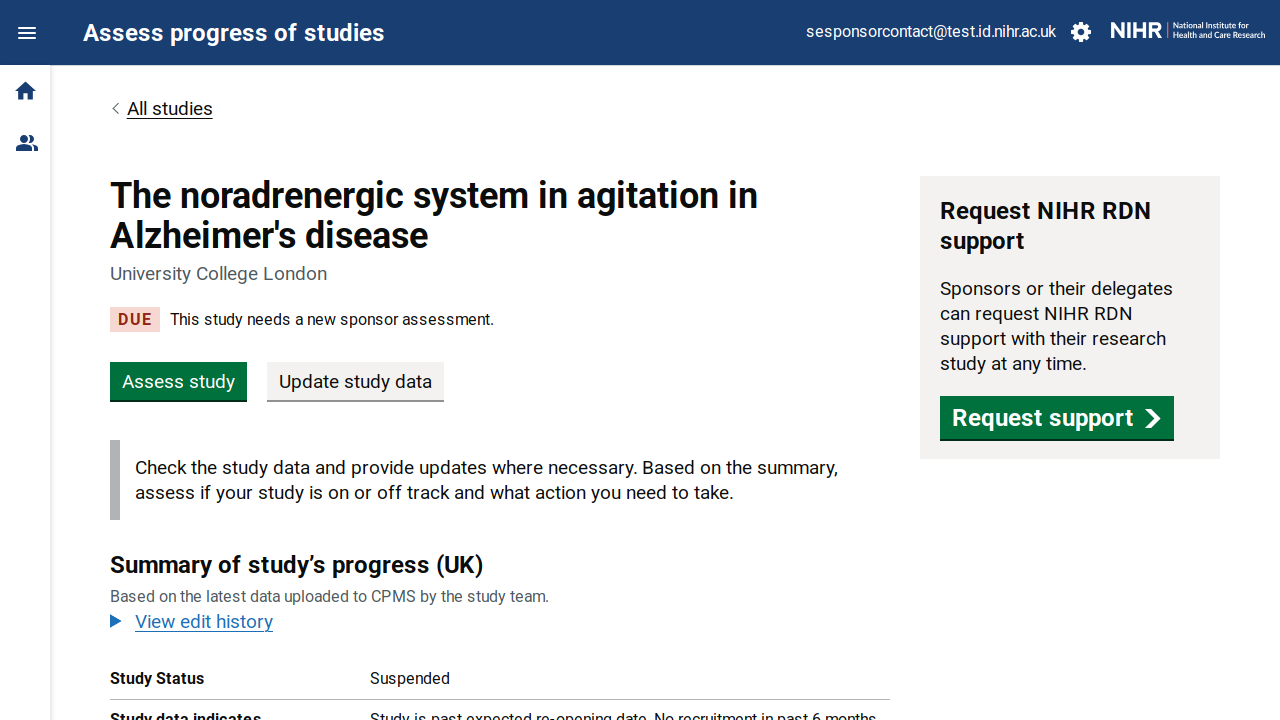 Assess progress of studies
sesponsorcontact@test.id.nihr.ac.uk
NIHR
National Institute for
Health and Care Research
All studies
The noradrenergic system in agitation in
Alzheimer's disease
University College London
DUE
This study needs a new sponsor assessment.
Assess study
Update study data
Check the study data and provide updates where necessary. Based on the summary,
assess if your study is on or off track and what action you need to take.
Summary of study’s progress (UK)
Based on the latest data uploaded to CPMS by the study team.
View edit history
Study Status
Suspended
Study data indicates
Study is past expected re-opening date, No recruitment in past 6 months
Request NIHR RDN
support
Sponsors or their delegates
can request NIHR RDN
support with their research
study at any time.
Request support